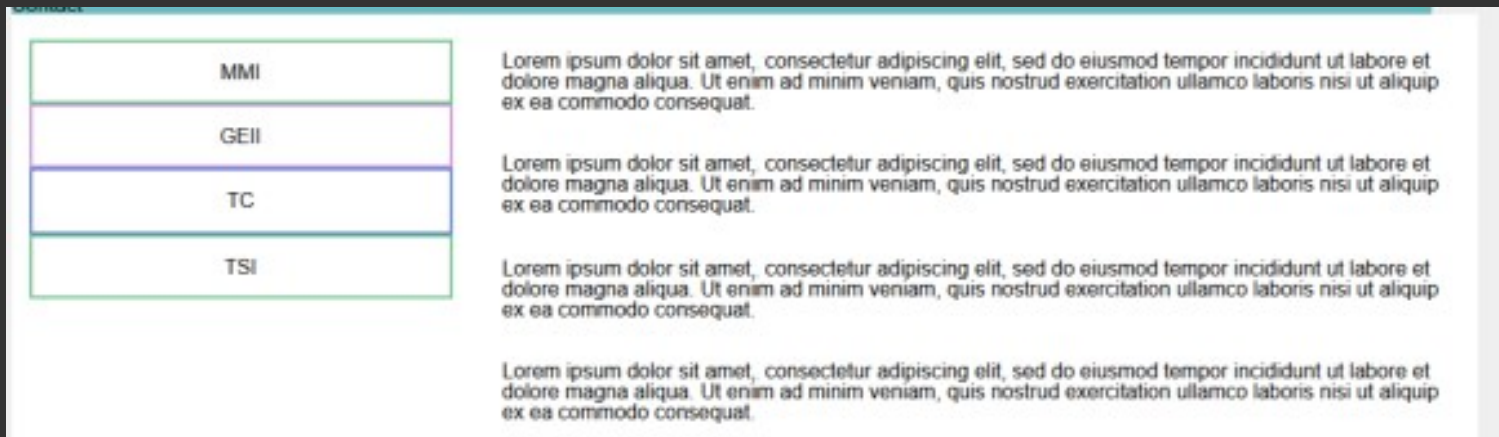 Contact
MMI
GEII
TC
TSI
Lorem ipsum dolor sit amet, consectetur adipiscing elit, sed do eiusmod tempor incididunt ut labore et
dolore magna aliqua. Ut enim ad minim veniam, quis nostrud exercitation ullamco laboris nisi ut aliquip
ex ea commodo consequat.
Lorem ipsum dolor sit amet, consectetur adipiscing elit, sed do eiusmod tempor incididunt ut labore et
dolore magna aliqua. Ut enim ad minim veniam, quis nostrud exercitation ullamco laboris nisi ut aliquip
ex ea commodo consequat.
Lorem ipsum dolor sit amet, consectetur adipiscing elit, sed do eiusmod tempor incididunt ut labore et
dolore magna aliqua. Ut enim ad minim veniam, quis nostrud exercitation ullamco laboris nisi ut aliquip
ex ea commodo consequat.
Lorem ipsum dolor sit amet, consectetur adipiscing elit, sed do eiusmod tempor incididunt ut labore et
dolore magna aliqua. Ut enim ad minim veniam, quis nostrud exercitation ullamco laboris nisi ut aliquip
ex ea commodo consequat.